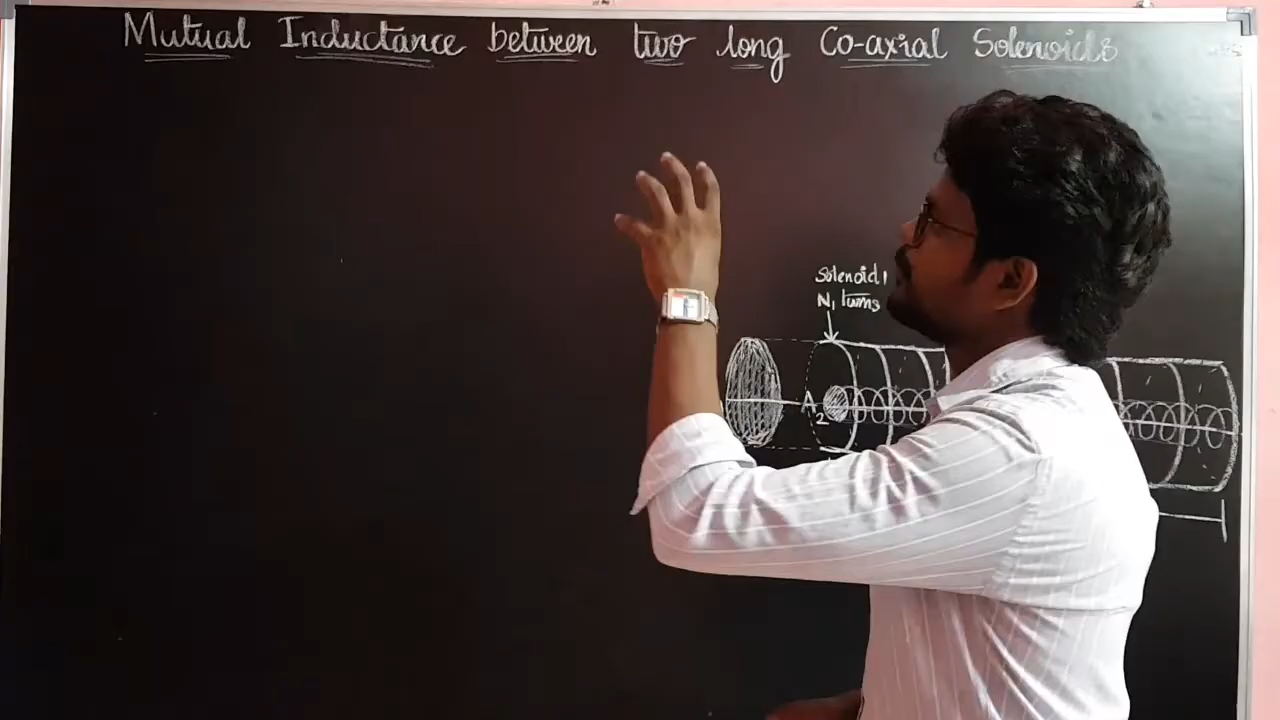 Mutual Inductance between two long Co-axial Solenoids
Solenoid 1
N₁ turns
A₂